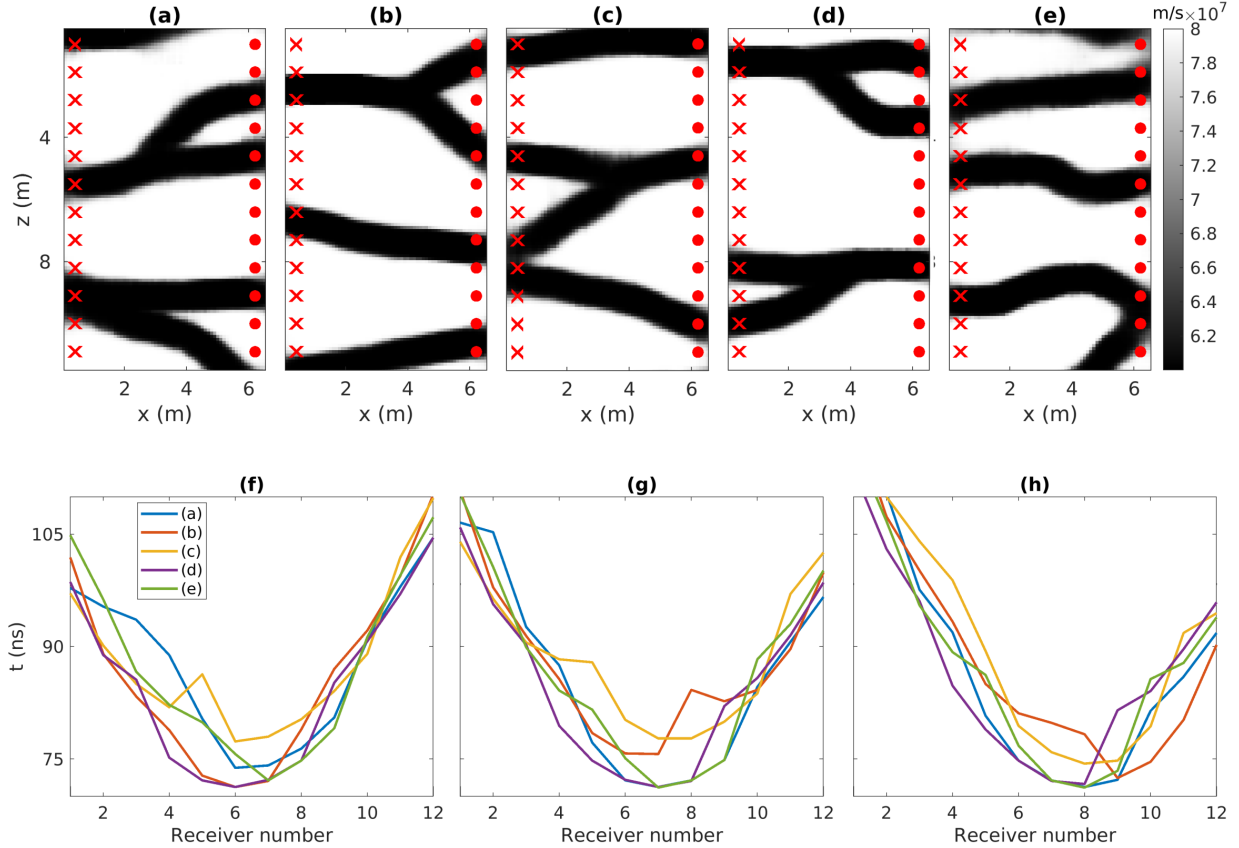 (a) (b) (c) (d) (e) m/s×10⁷
8
7.8
7.6
7.4
7.2
7
6.8
6.6
6.4
6.2
4
8
z (m)
2 4 6 2 4 6 2 4 6 2 4 6 2 4 6
x (m) x (m) x (m) x (m) x (m)
(f) (g) (h)
(a)
(b)
(c)
(d)
(e)
105
90
75
t (ns)
2 4 6 8 10 12 2 4 6 8 10 12 2 4 6 8 10 12
Receiver number Receiver number Receiver number